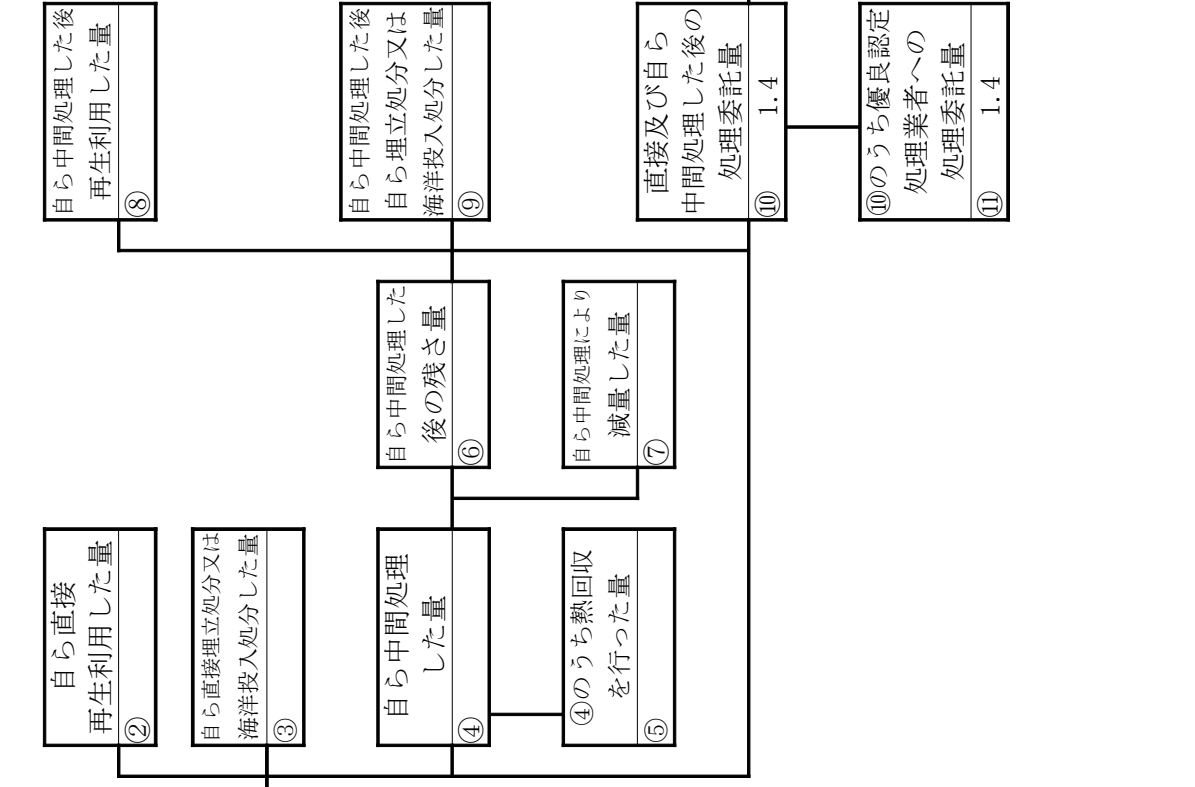 自ら直接
再生利用した量
②
自ら直接埋立処分又は
海洋投入処分した量
③
自ら中間処理
した量
④
④のうち熱回収
を行った量
⑤
自ら中間処理した
後の残さ量
⑥
自ら中間処理により
減量した量
⑦
自ら中間処理した後
再生利用した量
⑧
自ら中間処理した後
自ら埋立処分又は
海洋投入処分した量
⑨
直接及び自ら
中間処理した後の
処理委託量
⑩ 1.4
⑩のうち優良認定
処理業者への
処理委託量
⑪ 1.4